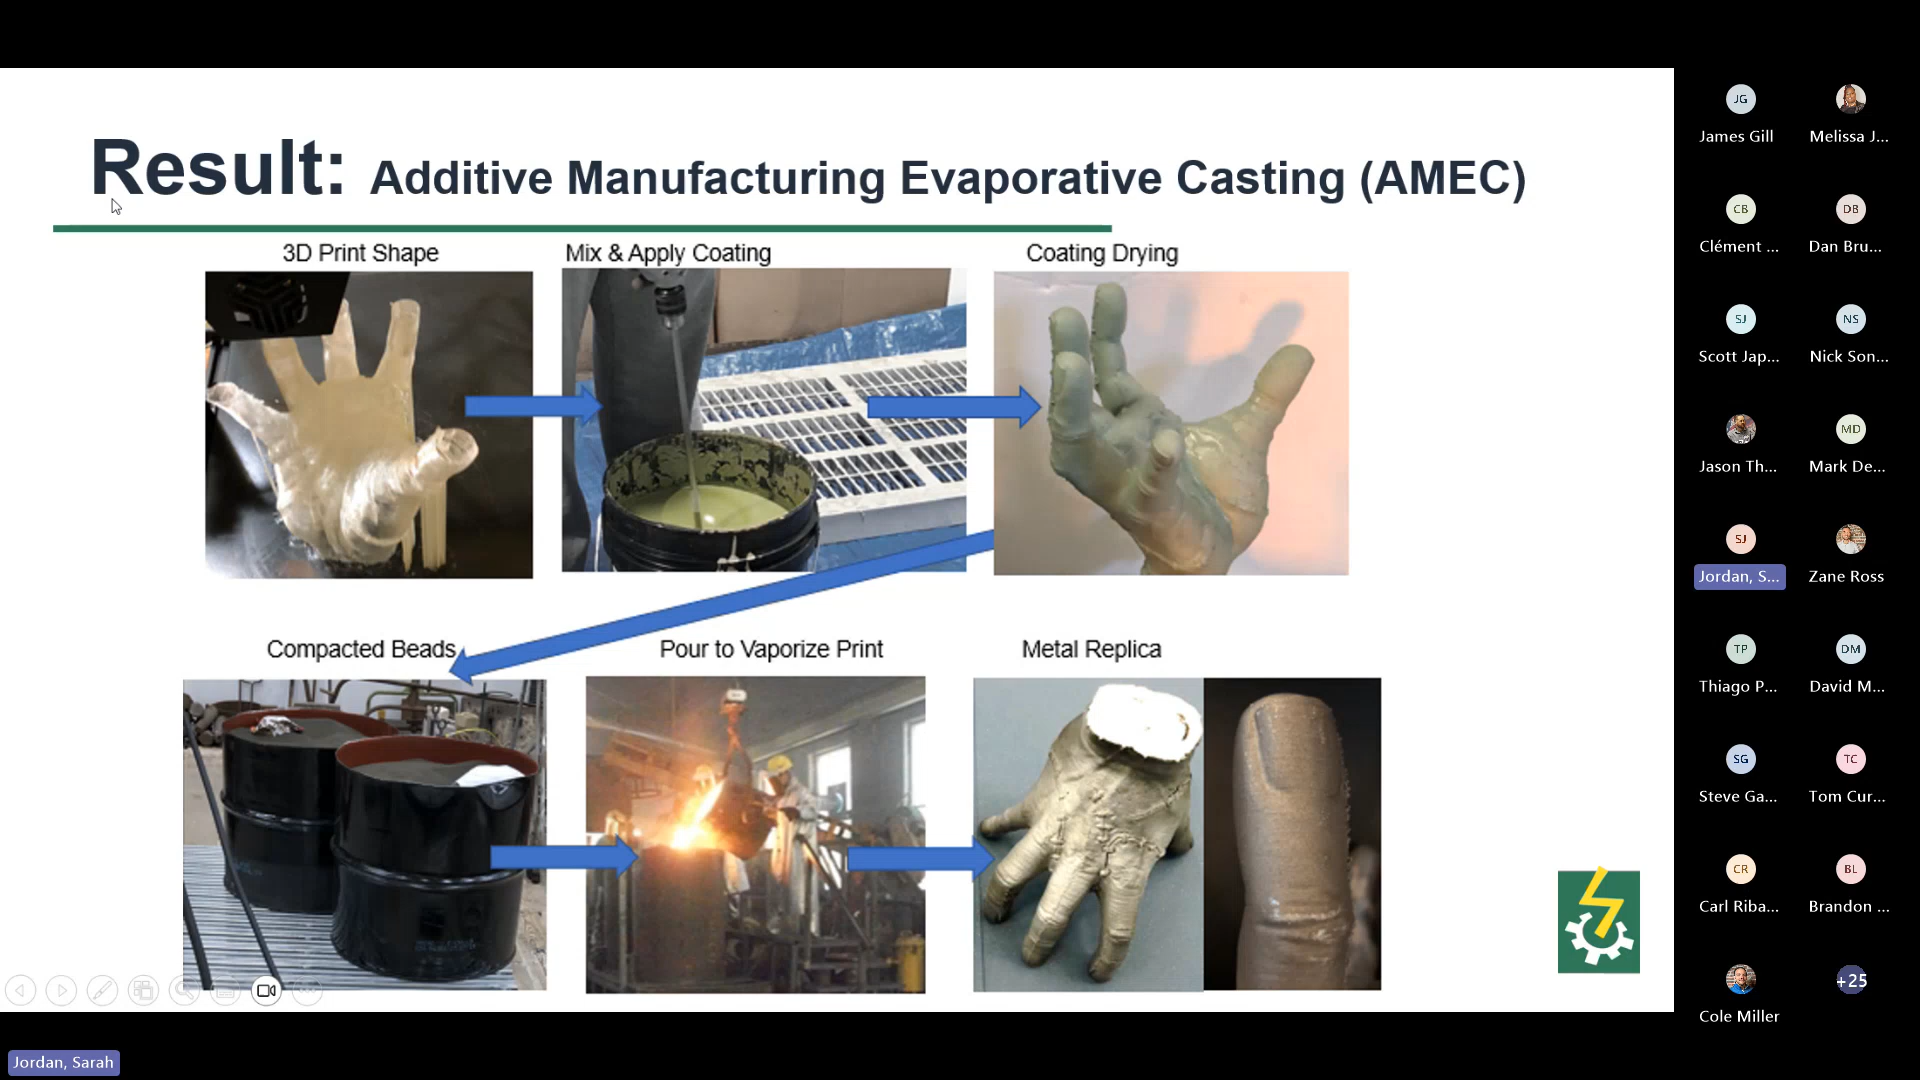 Result: Additive Manufacturing Evaporative Casting (AMEC)
3D Print Shape
Mix & Apply Coating
Coating Drying
Compacted Beads
Pour to Vaporize Print
Metal Replica
JG
James Gill
Melissa J...
CB
Clément ...
DB
Dan Bru...
SJ
Scott Jap...
NS
Nick Son...
Jason Th...
MD
Mark De...
SJ
Jordan, S...
Zane Ross
TP
Thiago P...
DM
David M...
SG
Steve Ga...
TC
Tom Cur...
CR
Carl Riba...
BL
Brandon ...
Cole Miller
+25
Jordan, Sarah